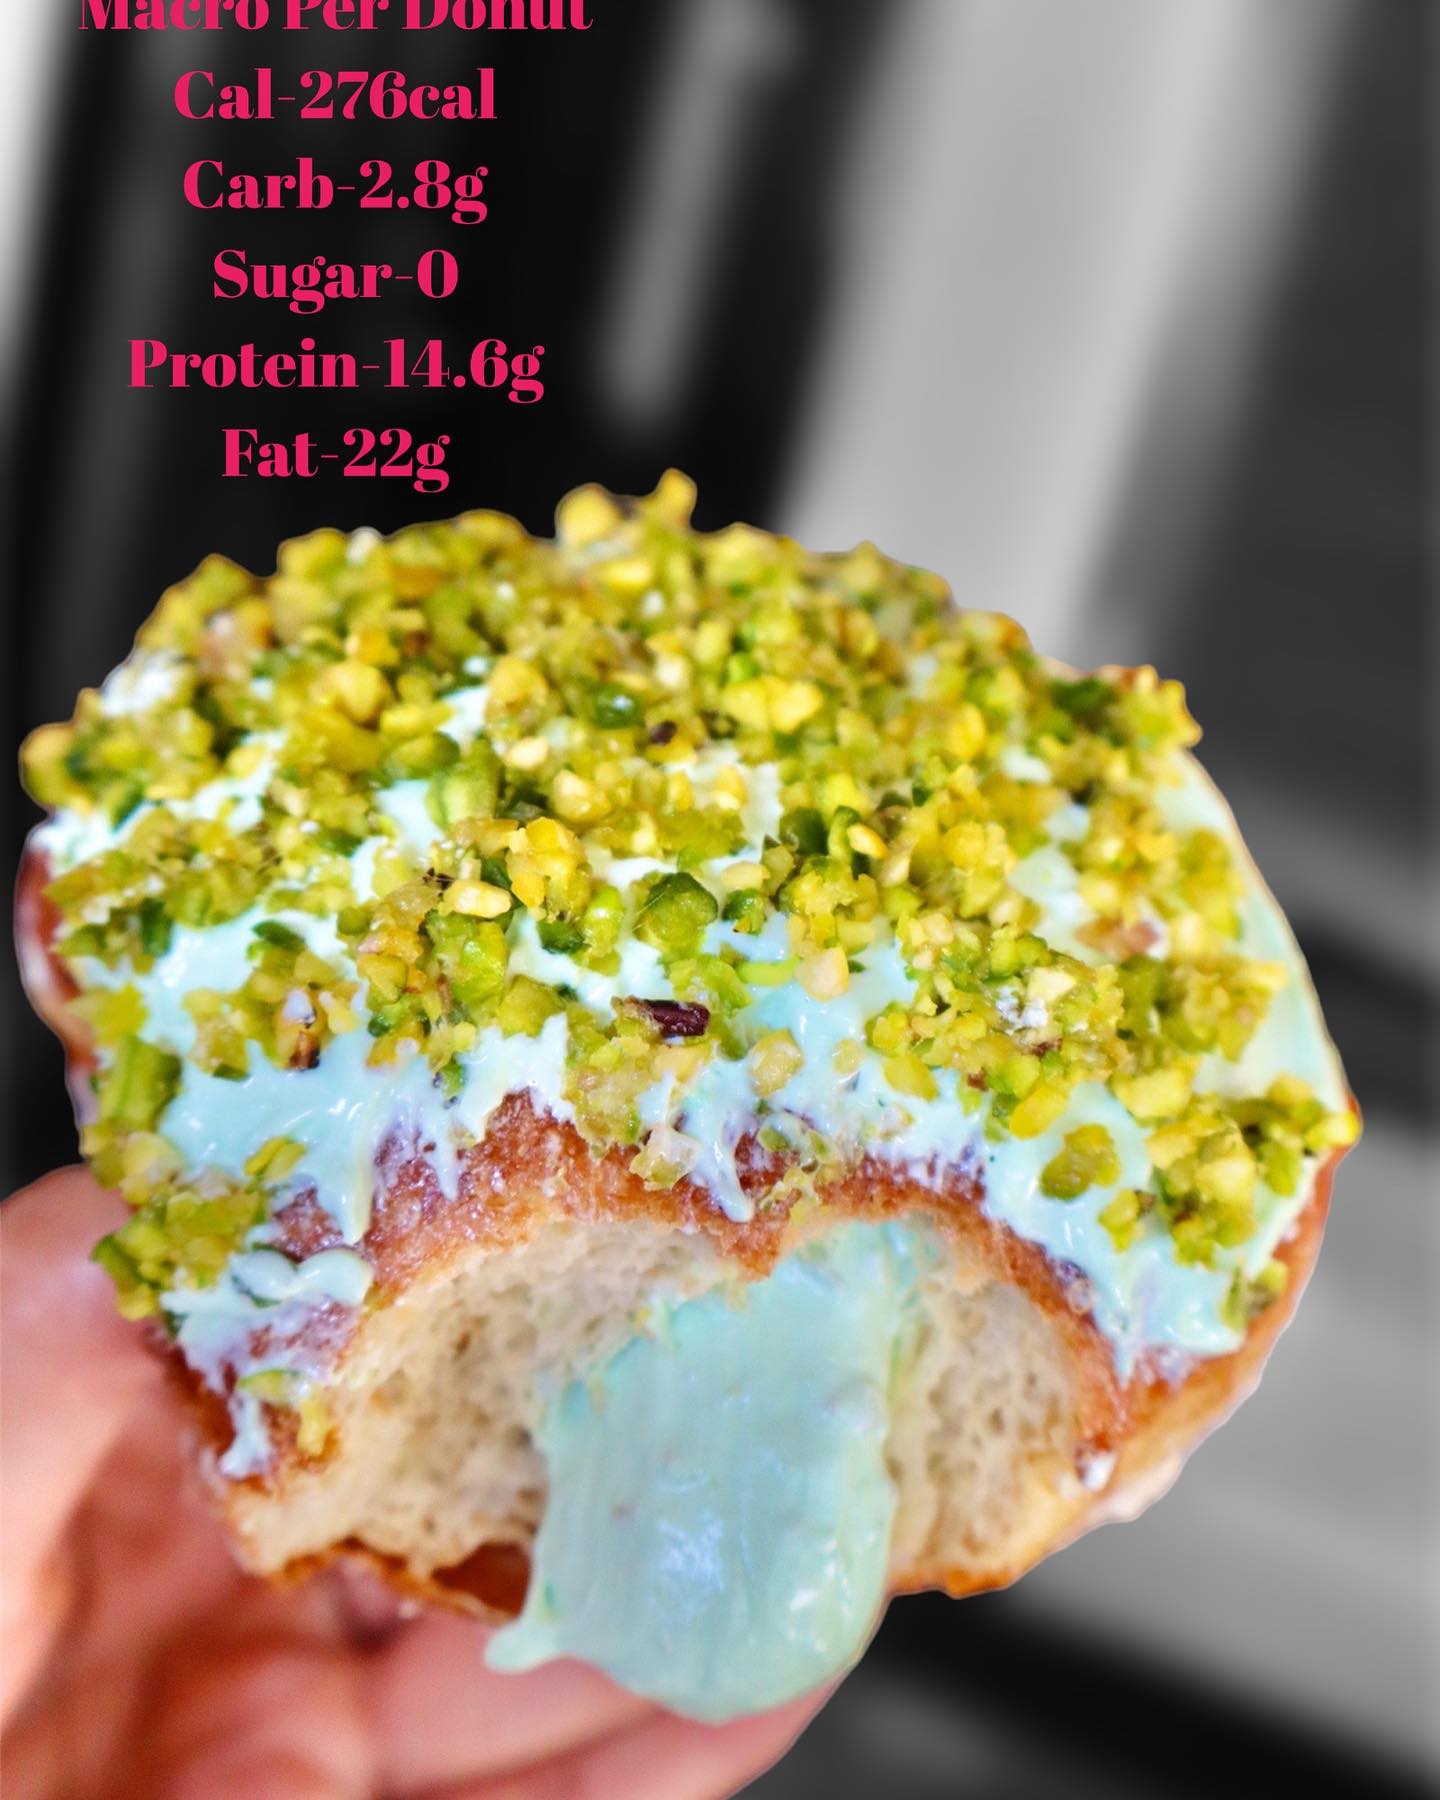 Macro Per Donut
Cal-276cal
Carb-2.8g
Sugar-0
Protein-14.6g
Fat-22g